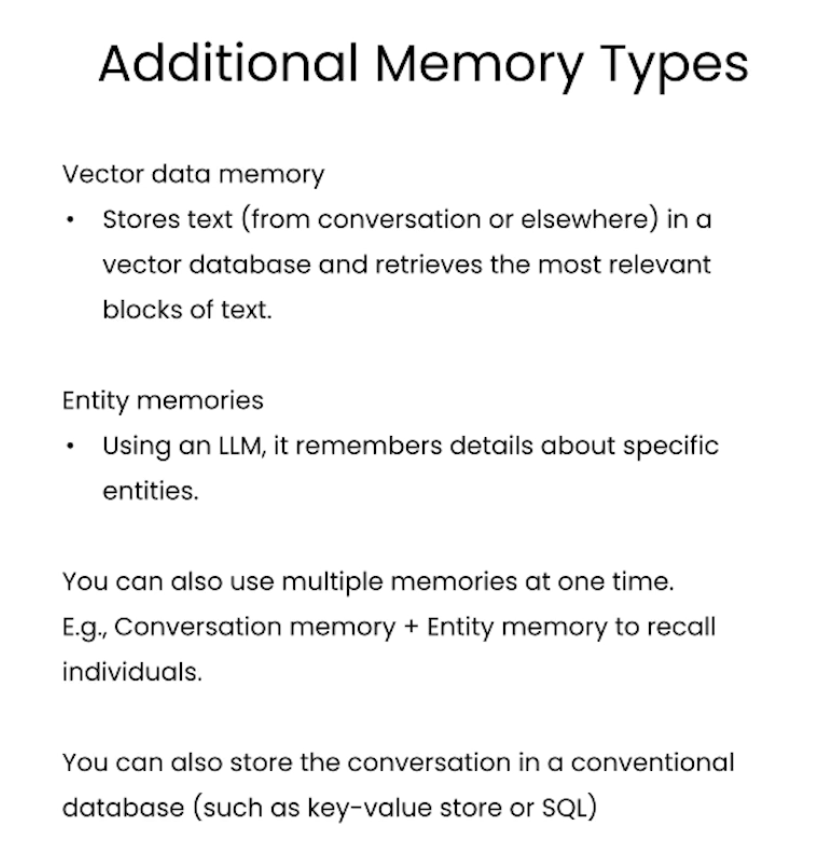 Additional Memory Types
Vector data memory
• Stores text (from conversation or elsewhere) in a
vector database and retrieves the most relevant
blocks of text.
Entity memories
• Using an LLM, it remembers details about specific
entities.
You can also use multiple memories at one time.
E.g., Conversation memory + Entity memory to recall
individuals.
You can also store the conversation in a conventional
database (such as key-value store or SQL)